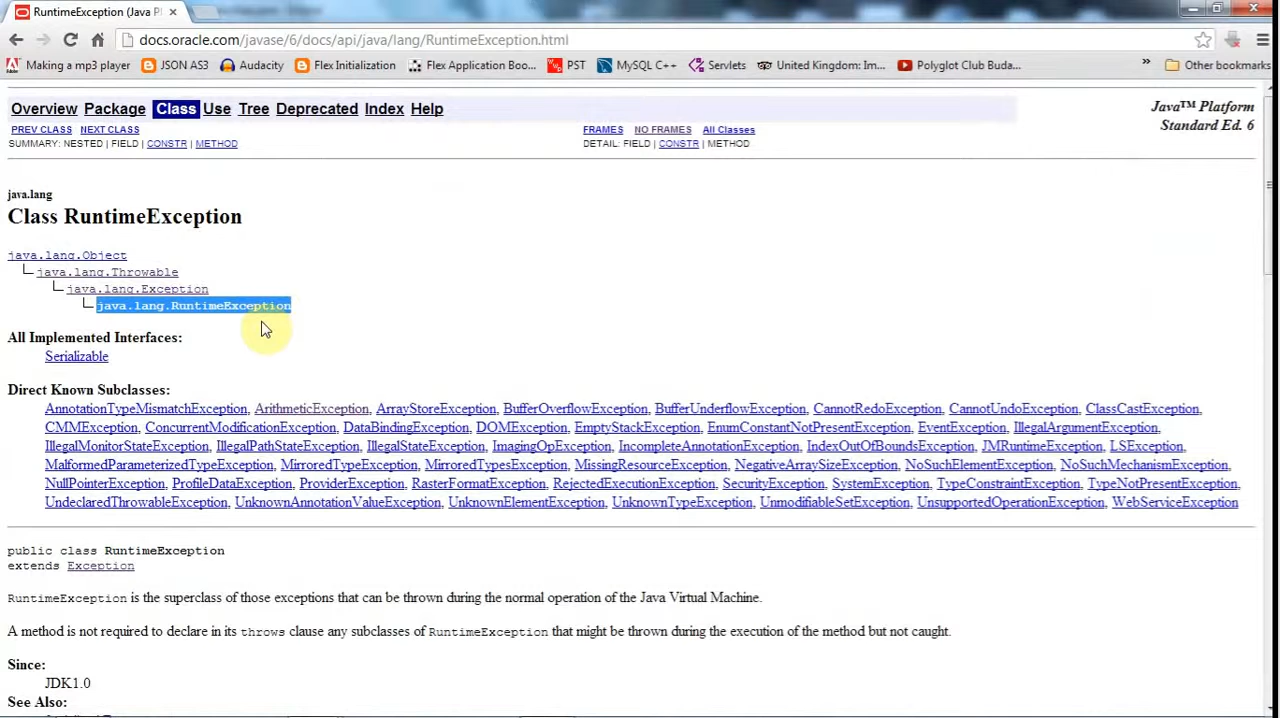 RuntimeException (Java Pl
docs.oracle.com/javase/6/docs/api/java/lang/RuntimeException.html
Making a mp3 player JSON AS3 Audacity Flex Initialization Flex Application Boo... PST MySQL C++ Servlets United Kingdom: Im... Polyglot Club Buda... » Other bookmarks
Overview Package Class Use Tree Deprecated Index Help
Java™ Platform
Standard Ed. 6
PREV CLASS NEXT CLASS FRAMES NO FRAMES All Classes
SUMMARY: NESTED | FIELD | CONSTR | METHOD DETAIL: FIELD | CONSTR | METHOD
java.lang
Class RuntimeException
java.lang.Object
java.lang.Throwable
java.lang.Exception
java.lang.RuntimeException
All Implemented Interfaces:
Serializable
Direct Known Subclasses:
AnnotationTypeMismatchException, ArithmeticException, ArrayStoreException, BufferOverflowException, BufferUnderflowException, CannotRedoException, CannotUndoException, ClassCastException,
CMMException, ConcurrentModificationException, DataBindingException, DOMException, EmptyStackException, EnumConstantNotPresentException, EventException, IllegalArgumentException,
IllegalMonitorStateException, IllegalPathStateException, IllegalStateException, ImagingOpException, IncompleteAnnotationException, IndexOutOfBoundsException, JMRuntimeException, LSException,
MalformedParameterizedTypeException, MirroredTypeException, MirroredTypesException, MissingResourceException, NegativeArraySizeException, NoSuchElementException, NoSuchMechanismException,
NullPointerException, ProfileDataException, ProviderException, RasterFormatException, RejectedExecutionException, SecurityException, SystemException, TypeConstraintException, TypeNotPresentException,
UndeclaredThrowableException, UnknownAnnotationValueException, UnknownElementException, UnknownTypeException, UnmodifiableSetException, UnsupportedOperationException, WebServiceException
public class RuntimeException
extends Exception
RuntimeException is the superclass of those exceptions that can be thrown during the normal operation of the Java Virtual Machine.
A method is not required to declare in its throws clause any subclasses of RuntimeException that might be thrown during the execution of the method but not caught.
Since:
JDK1.0
See Also: